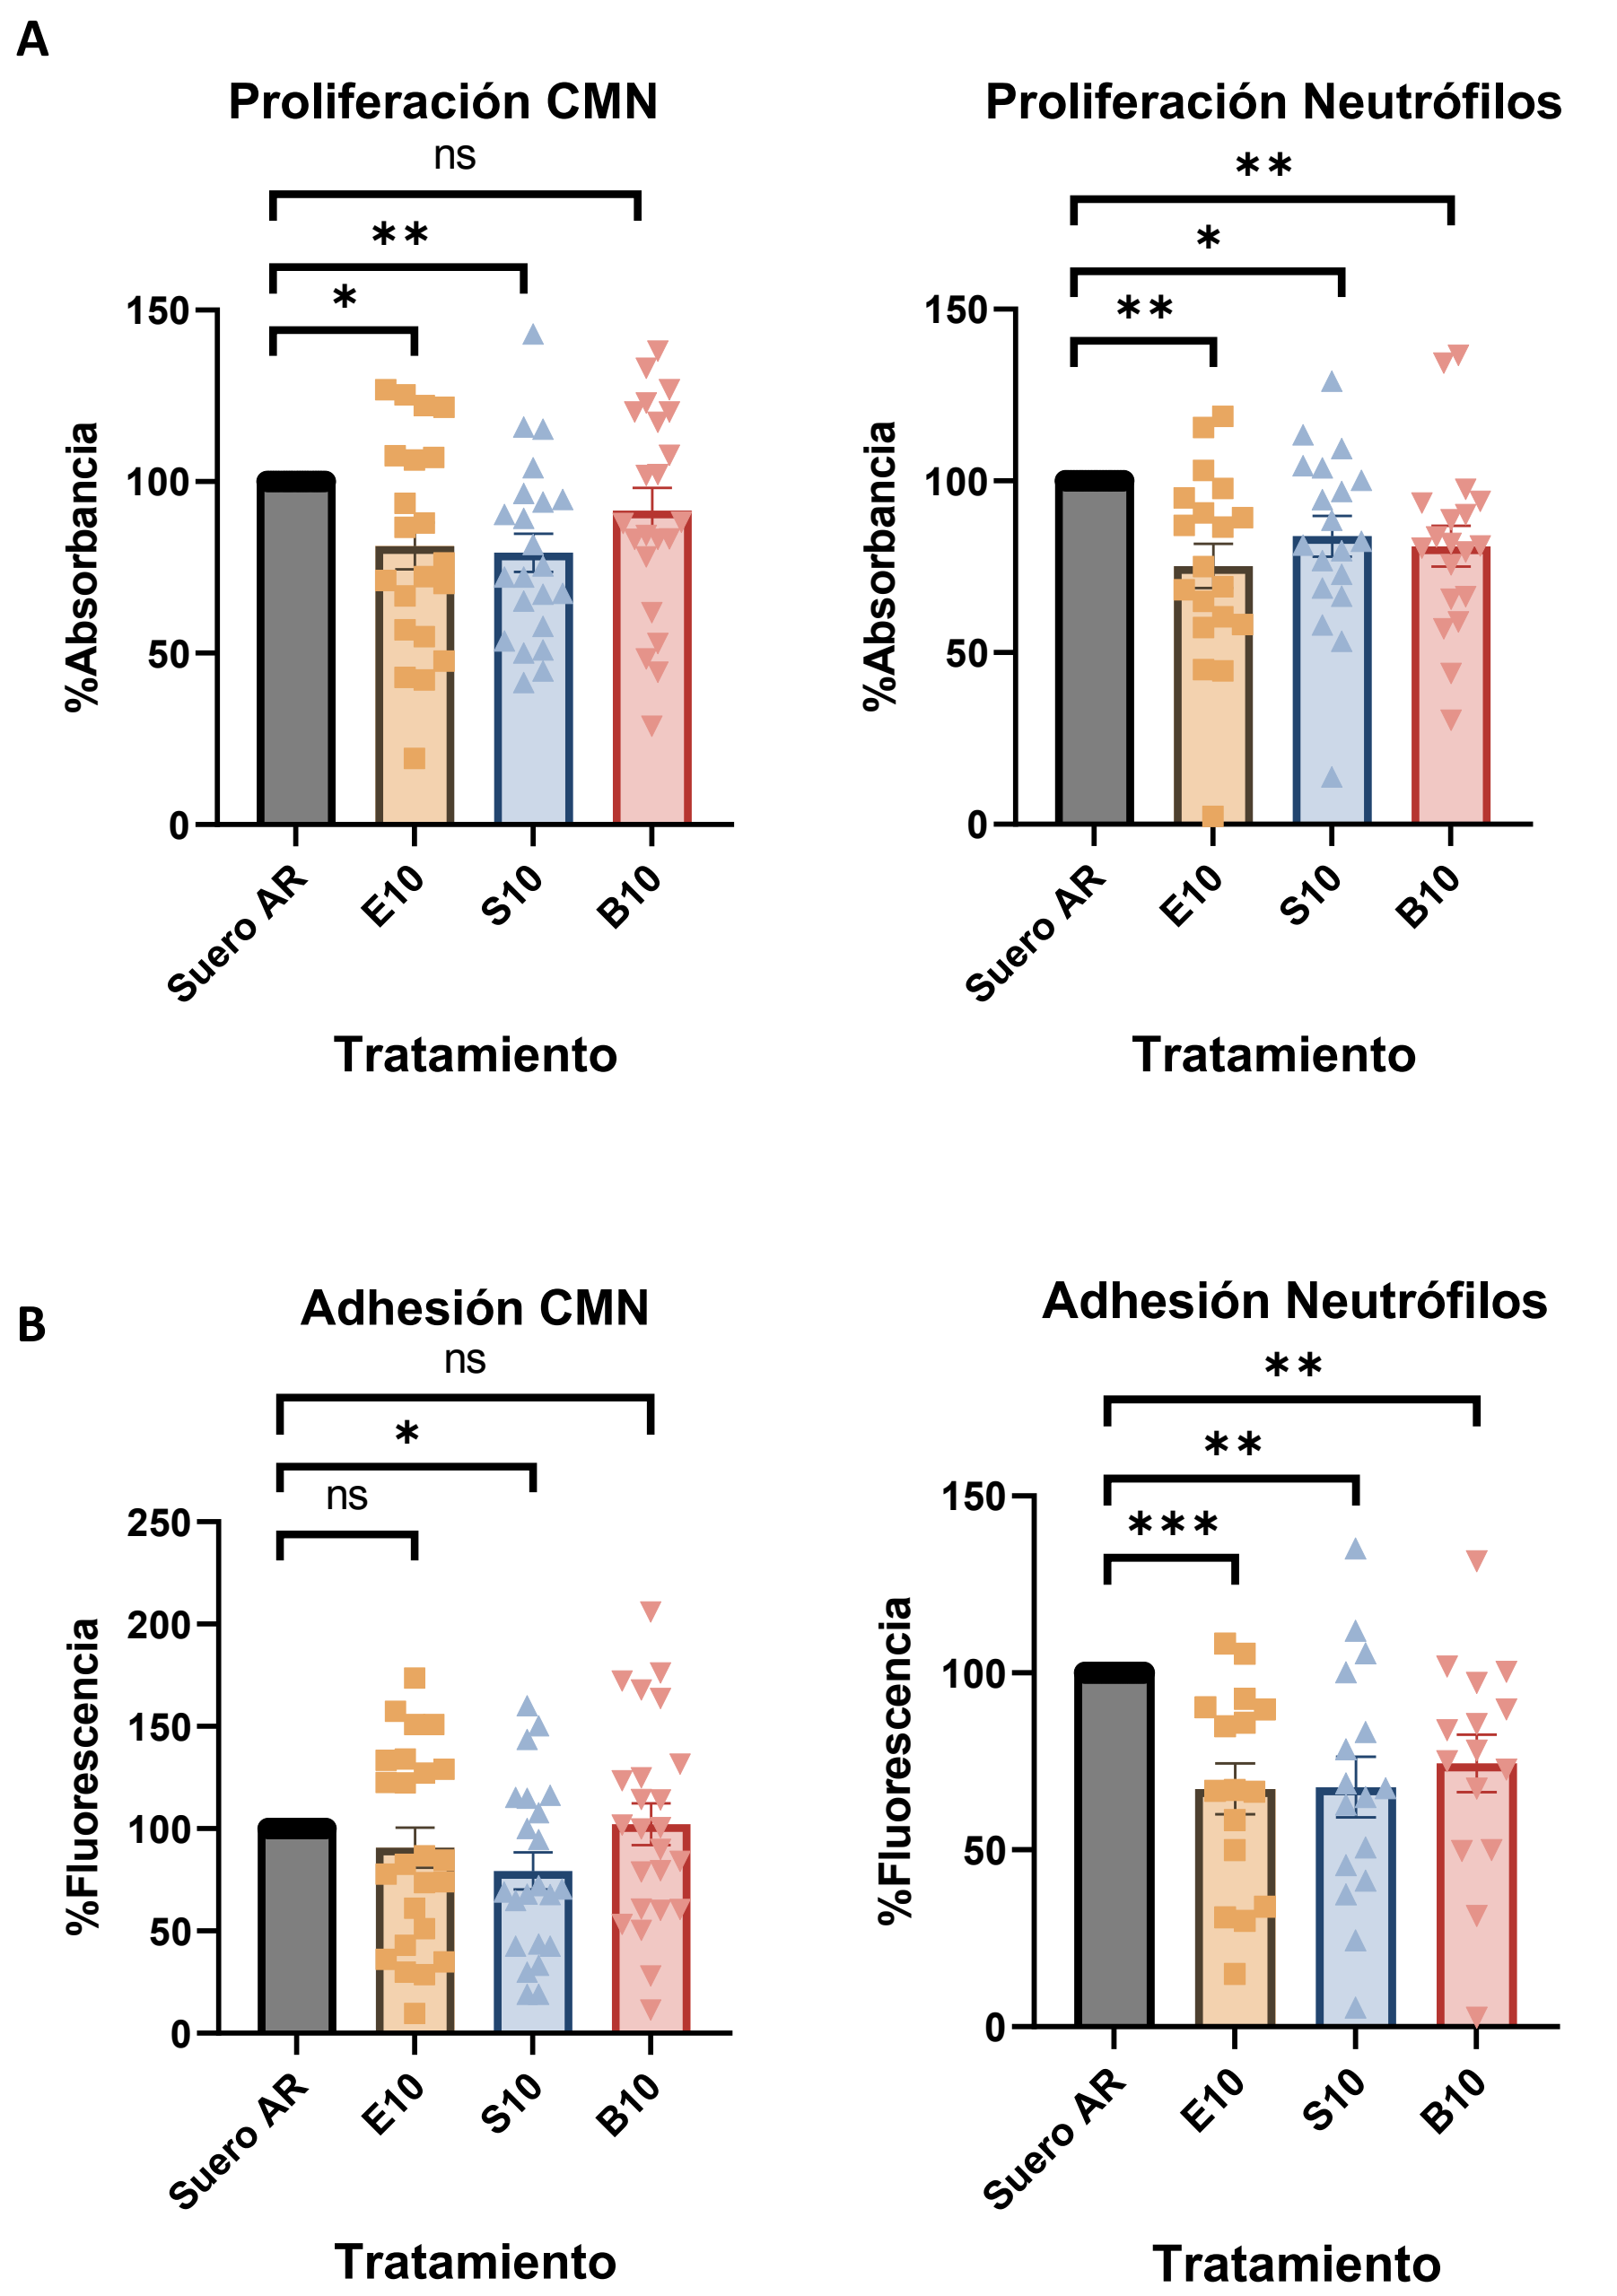 A
Proliferación CMN
ns
**
*
150
100
50
0
%Absorbancia
Suero AR
E10
S10
B10
Tratamiento
Proliferación Neutrófilos
**
*
**
150
100
50
0
%Absorbancia
Suero AR
E10
S10
B10
Tratamiento
B
Adhesión CMN
ns
*
ns
250
200
150
100
50
0
%Fluorescencia
Suero AR
E10
S10
B10
Tratamiento
Adhesión Neutrófilos
**
**
***
150
100
50
0
%Fluorescencia
Suero AR
E10
S10
B10
Tratamiento